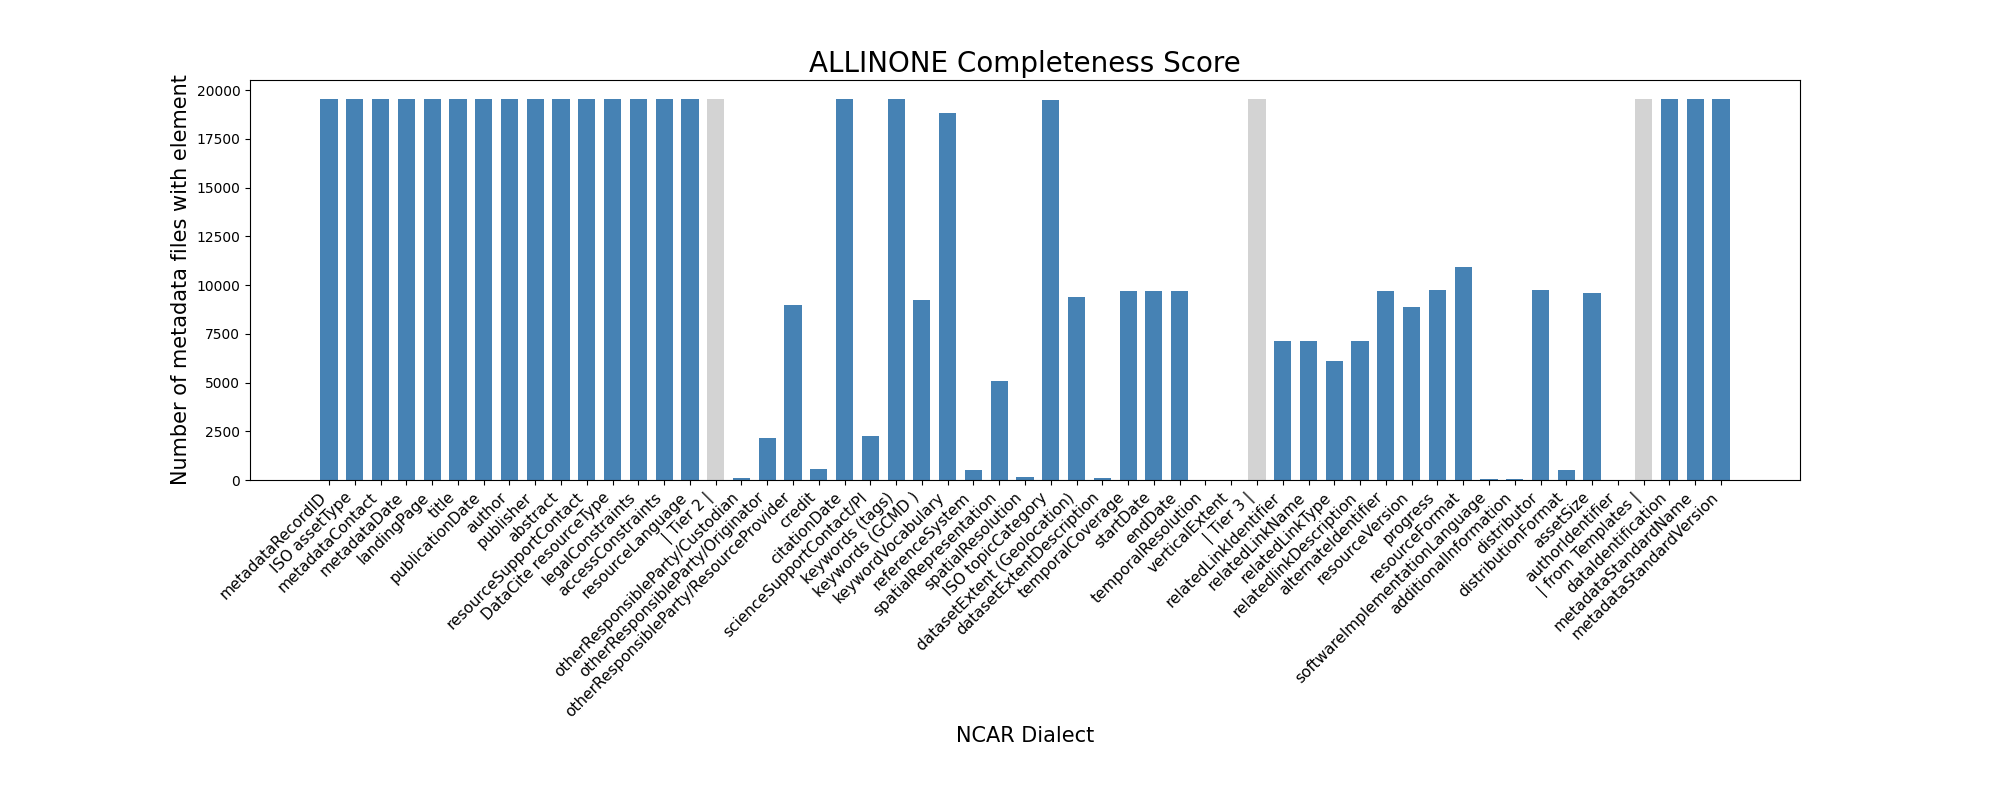 ALLINONE Completeness Score
Number of metadata files with element
20000
17500
15000
12500
10000
7500
5000
2500
0
metadataRecordID
ISO assetType
metadataContact
metadataDate
landingPage
title
publicationDate
author
publisher
abstract
resourceSupportContact
DataCite resourceType
legalConstraints
accessConstraints
resourceLanguage
| Tier 2 |
otherResponsibleParty/Custodian
otherResponsibleParty/Originator
otherResponsibleParty/ResourceProvider
credit
citationDate
scienceSupportContact/PI
keywords (tags)
keywords (GCMD )
keywordVocabulary
referenceSystem
spatialRepresentation
spatialResolution
ISO topicCategory
datasetExtent (Geolocation)
datasetExtentDescription
temporalCoverage
startDate
endDate
temporalResolution
verticalExtent
| Tier 3 |
relatedLinkIdentifier
relatedLinkName
relatedLinkType
relatedlinkDescription
alternateIdentifier
resourceVersion
progress
resourceFormat
softwareImplementationLanguage
additionalInformation
distributor
distributionFormat
assetSize
authorIdentifier
| from Templates |
dataIdentification
metadataStandardName
metadataStandardVersion
NCAR Dialect